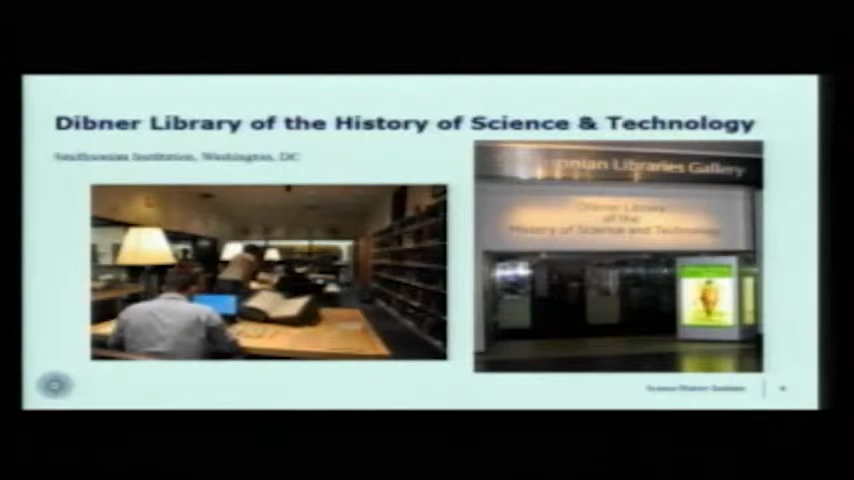 Dibner Library of the History of Science & Technology
Smithsonian Institution, Washington, DC
nian Libraries Gallery
Dibner Library
of the
History of Science and Technology